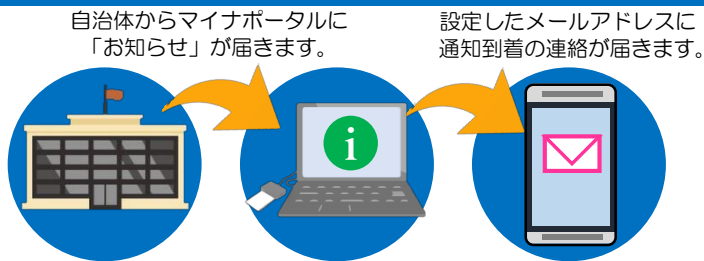 自治体からマイナポータルに
「お知らせ」が届きます。
設定したメールアドレスに
通知到着の連絡が届きます。
i